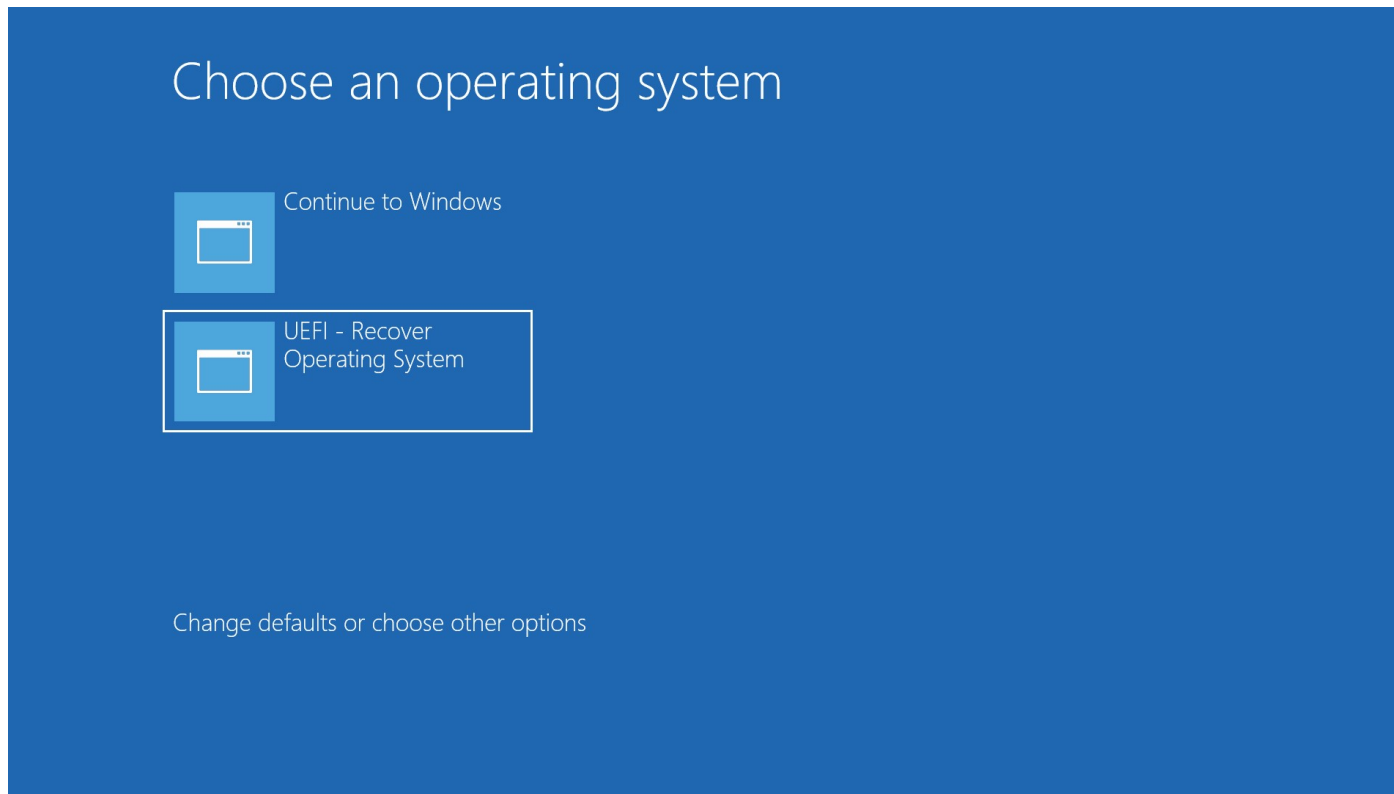 Choose an operating system
Continue to Windows
UEFI - Recover
Operating System
Change defaults or choose other options